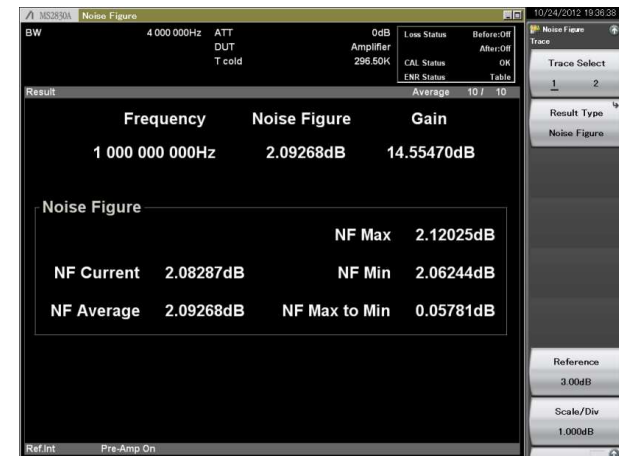 MS2830A Noise Figure
10/24/2012 19:36:38
BW 4 000 000Hz ATT 0dB
DUT Amplifier
T cold 296.50K
Loss Status Before:Off
After:Off
CAL Status OK
ENR Status Table
Result Average 10 / 10
Frequency Noise Figure Gain
1 000 000 000Hz 2.09268dB 14.55470dB
Noise Figure
NF Max 2.12025dB
NF Current 2.08287dB NF Min 2.06244dB
NF Average 2.09268dB NF Max to Min 0.05781dB
Ref.Int Pre-Amp On
Noise Figure
Trace
Trace Select
1 2
Result Type
Noise Figure
Reference
3.00dB
Scale/Div
1.000dB